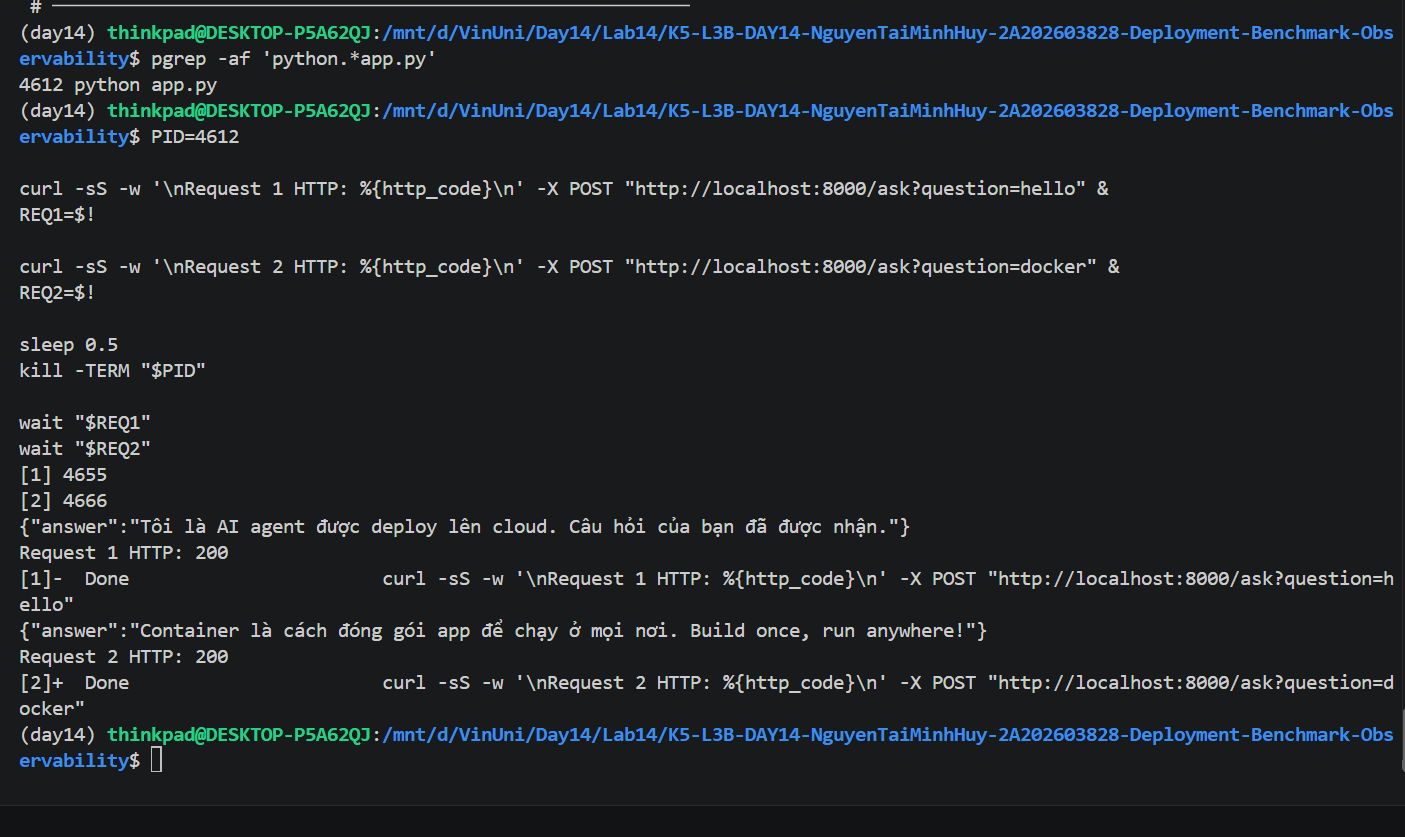 # ────────────────────────────────────────
(day14) thinkpad@DESKTOP-P5A62QJ:/mnt/d/VinUni/Day14/Lab14/K5-L3B-DAY14-NguyenTaiMinhHuy-2A202603828-Deployment-Benchmark-Obs
ervability$ pgrep -af 'python.*app.py'
4612 python app.py
(day14) thinkpad@DESKTOP-P5A62QJ:/mnt/d/VinUni/Day14/Lab14/K5-L3B-DAY14-NguyenTaiMinhHuy-2A202603828-Deployment-Benchmark-Obs
ervability$ PID=4612
curl -sS -w '\nRequest 1 HTTP: %{http_code}\n' -X POST "http://localhost:8000/ask?question=hello" &
REQ1=$!
curl -sS -w '\nRequest 2 HTTP: %{http_code}\n' -X POST "http://localhost:8000/ask?question=docker" &
REQ2=$!
sleep 0.5
kill -TERM "$PID"
wait "$REQ1"
wait "$REQ2"
[1] 4655
[2] 4666
{"answer":"Tôi là AI agent được deploy lên cloud. Câu hỏi của bạn đã được nhận."}
Request 1 HTTP: 200
[1]-  Done                    curl -sS -w '\nRequest 1 HTTP: %{http_code}\n' -X POST "http://localhost:8000/ask?question=h
ello"
{"answer":"Container là cách đóng gói app để chạy ở mọi nơi. Build once, run anywhere!"}
Request 2 HTTP: 200
[2]+  Done                    curl -sS -w '\nRequest 2 HTTP: %{http_code}\n' -X POST "http://localhost:8000/ask?question=d
ocker"
(day14) thinkpad@DESKTOP-P5A62QJ:/mnt/d/VinUni/Day14/Lab14/K5-L3B-DAY14-NguyenTaiMinhHuy-2A202603828-Deployment-Benchmark-Obs
ervability$